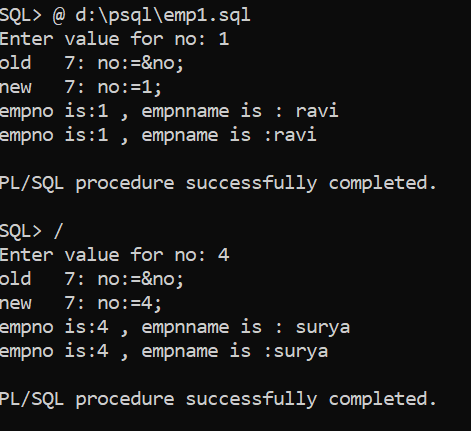 SQL> @ d:\psql\emp1.sql
Enter value for no: 1
old   7: no:=&no;
new   7: no:=1;
empno is:1 , empnname is : ravi
empno is:1 , empname is :ravi
PL/SQL procedure successfully completed.
SQL> /
Enter value for no: 4
old   7: no:=&no;
new   7: no:=4;
empno is:4 , empnname is : surya
empno is:4 , empname is :surya
PL/SQL procedure successfully completed.